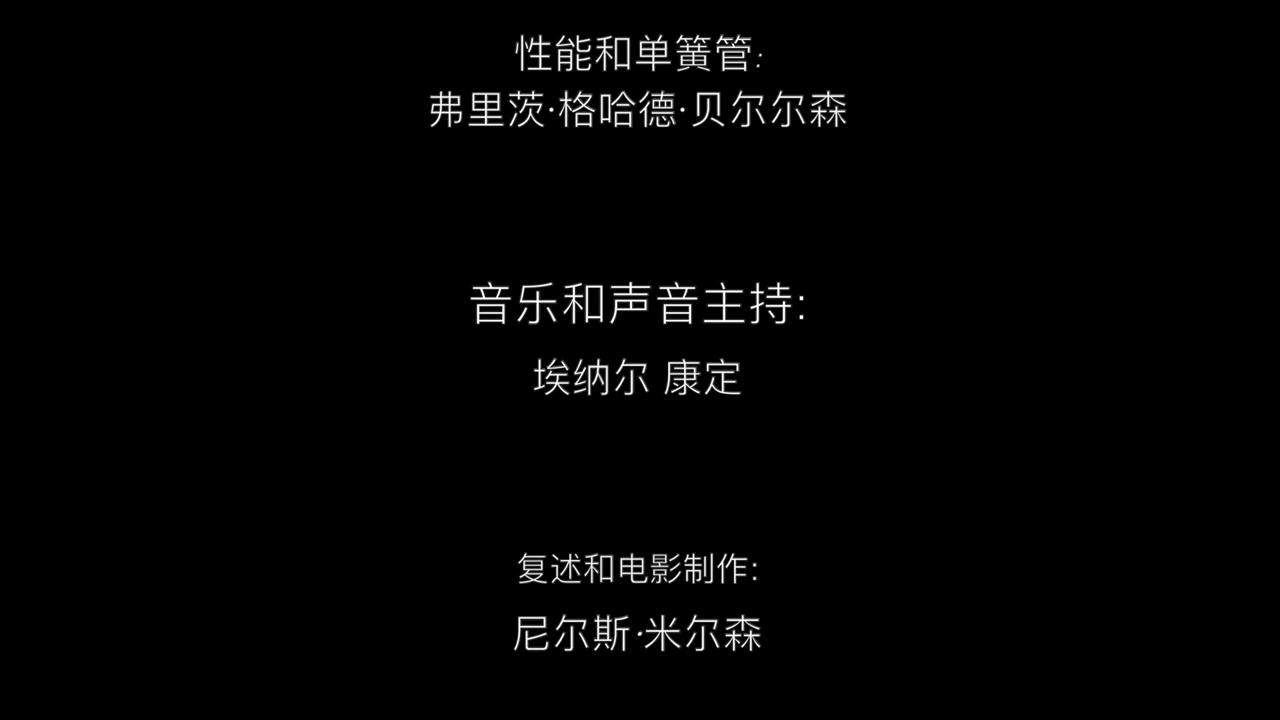 性能和单簧管:
弗里茨·格哈德·贝尔尔森
音乐和声音主持:
埃纳尔 康定
复述和电影制作:
尼尔斯·米尔森